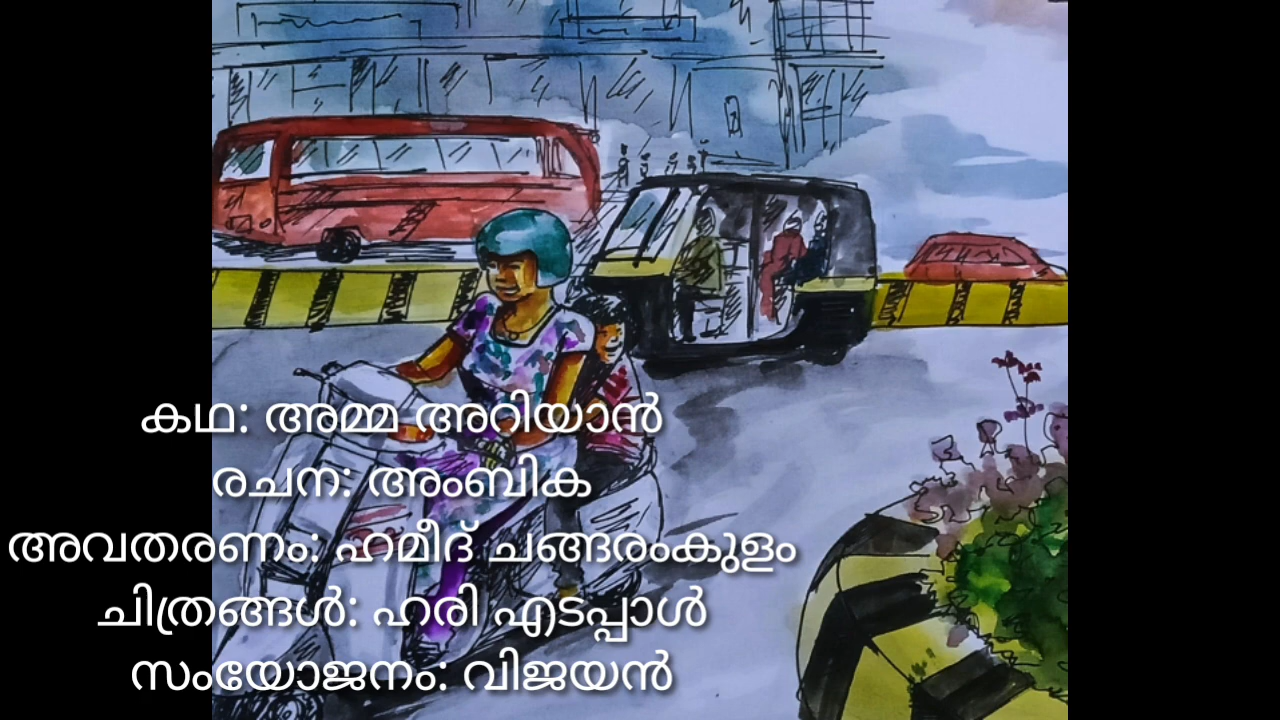 കഥ: അമ്മ അറിയാൻ
രചന: അംബിക
അവതരണം: ഹമീദ് ചങ്ങരംകുളം
ചിത്രങ്ങൾ: ഹരി എടപ്പാൾ
സംയോജനം: വിജയൻ